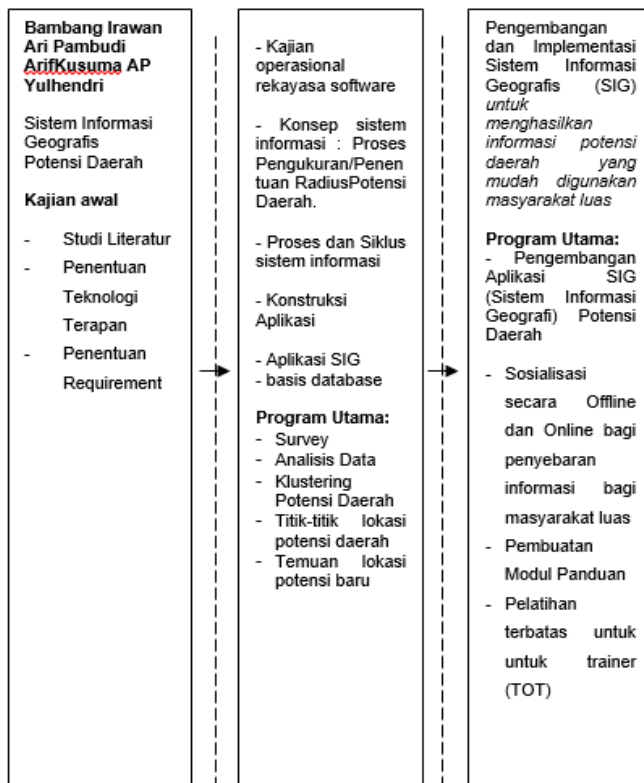 Bambang Irawan
Ari Pambudi
ArifKusuma AP
Yulhendri
Sistem Informasi
Geografis
Potensi Daerah
Kajian awal
- Studi Literatur
- Penentuan
Teknologi
Terapan
- Penentuan
Requirement
- Kajian
operasional
rekayasa software
- Konsep sistem
informasi : Proses
Pengukuran/Penen
tuan RadiusPotensi
Daerah.
- Proses dan Siklus
sistem informasi
- Konstruksi
Aplikasi
- Aplikasi SIG
- basis database
Program Utama:
- Survey
- Analisis Data
- Klustering
Potensi Daerah
- Titik-titik lokasi
potensi daerah
- Temuan lokasi
potensi baru
Pengembangan
dan Implementasi
Sistem Informasi
Geografis (SIG)
untuk
menghasilkan
informasi potensi
daerah yang
mudah digunakan
masyarakat luas
Program Utama:
- Pengembangan
Aplikasi SIG
(Sistem Informasi
Geografi) Potensi
Daerah
- Sosialisasi
secara Offline
dan Online bagi
penyebaran
informasi bagi
masyarakat luas
- Pembuatan
Modul Panduan
- Pelatihan
terbatas untuk
untuk trainer
(TOT)